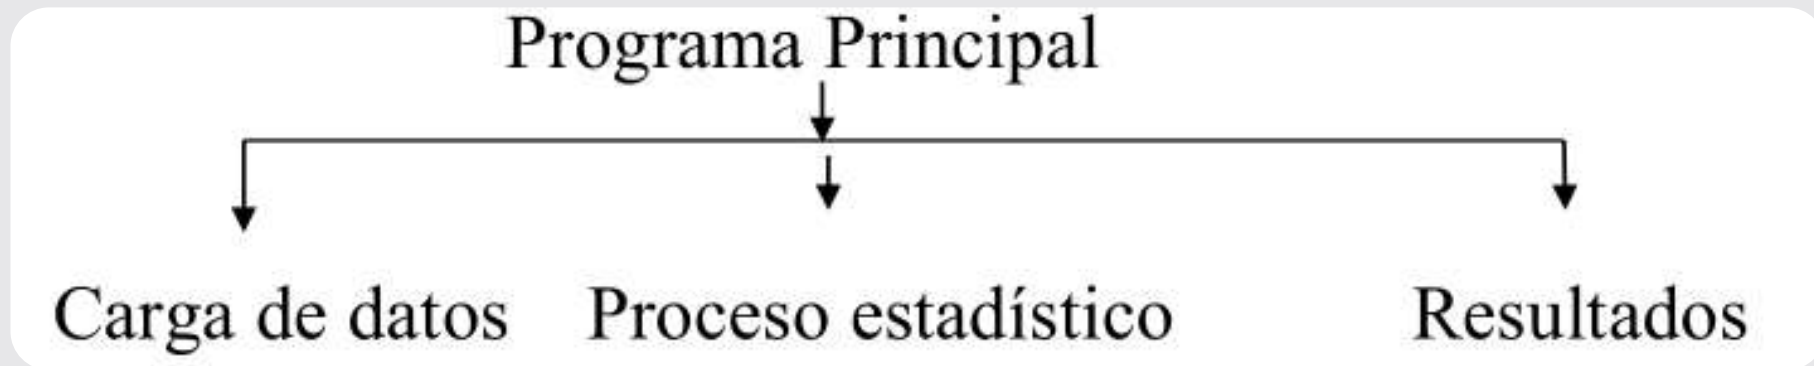 Programa Principal
Carga de datos Proceso estadístico Resultados